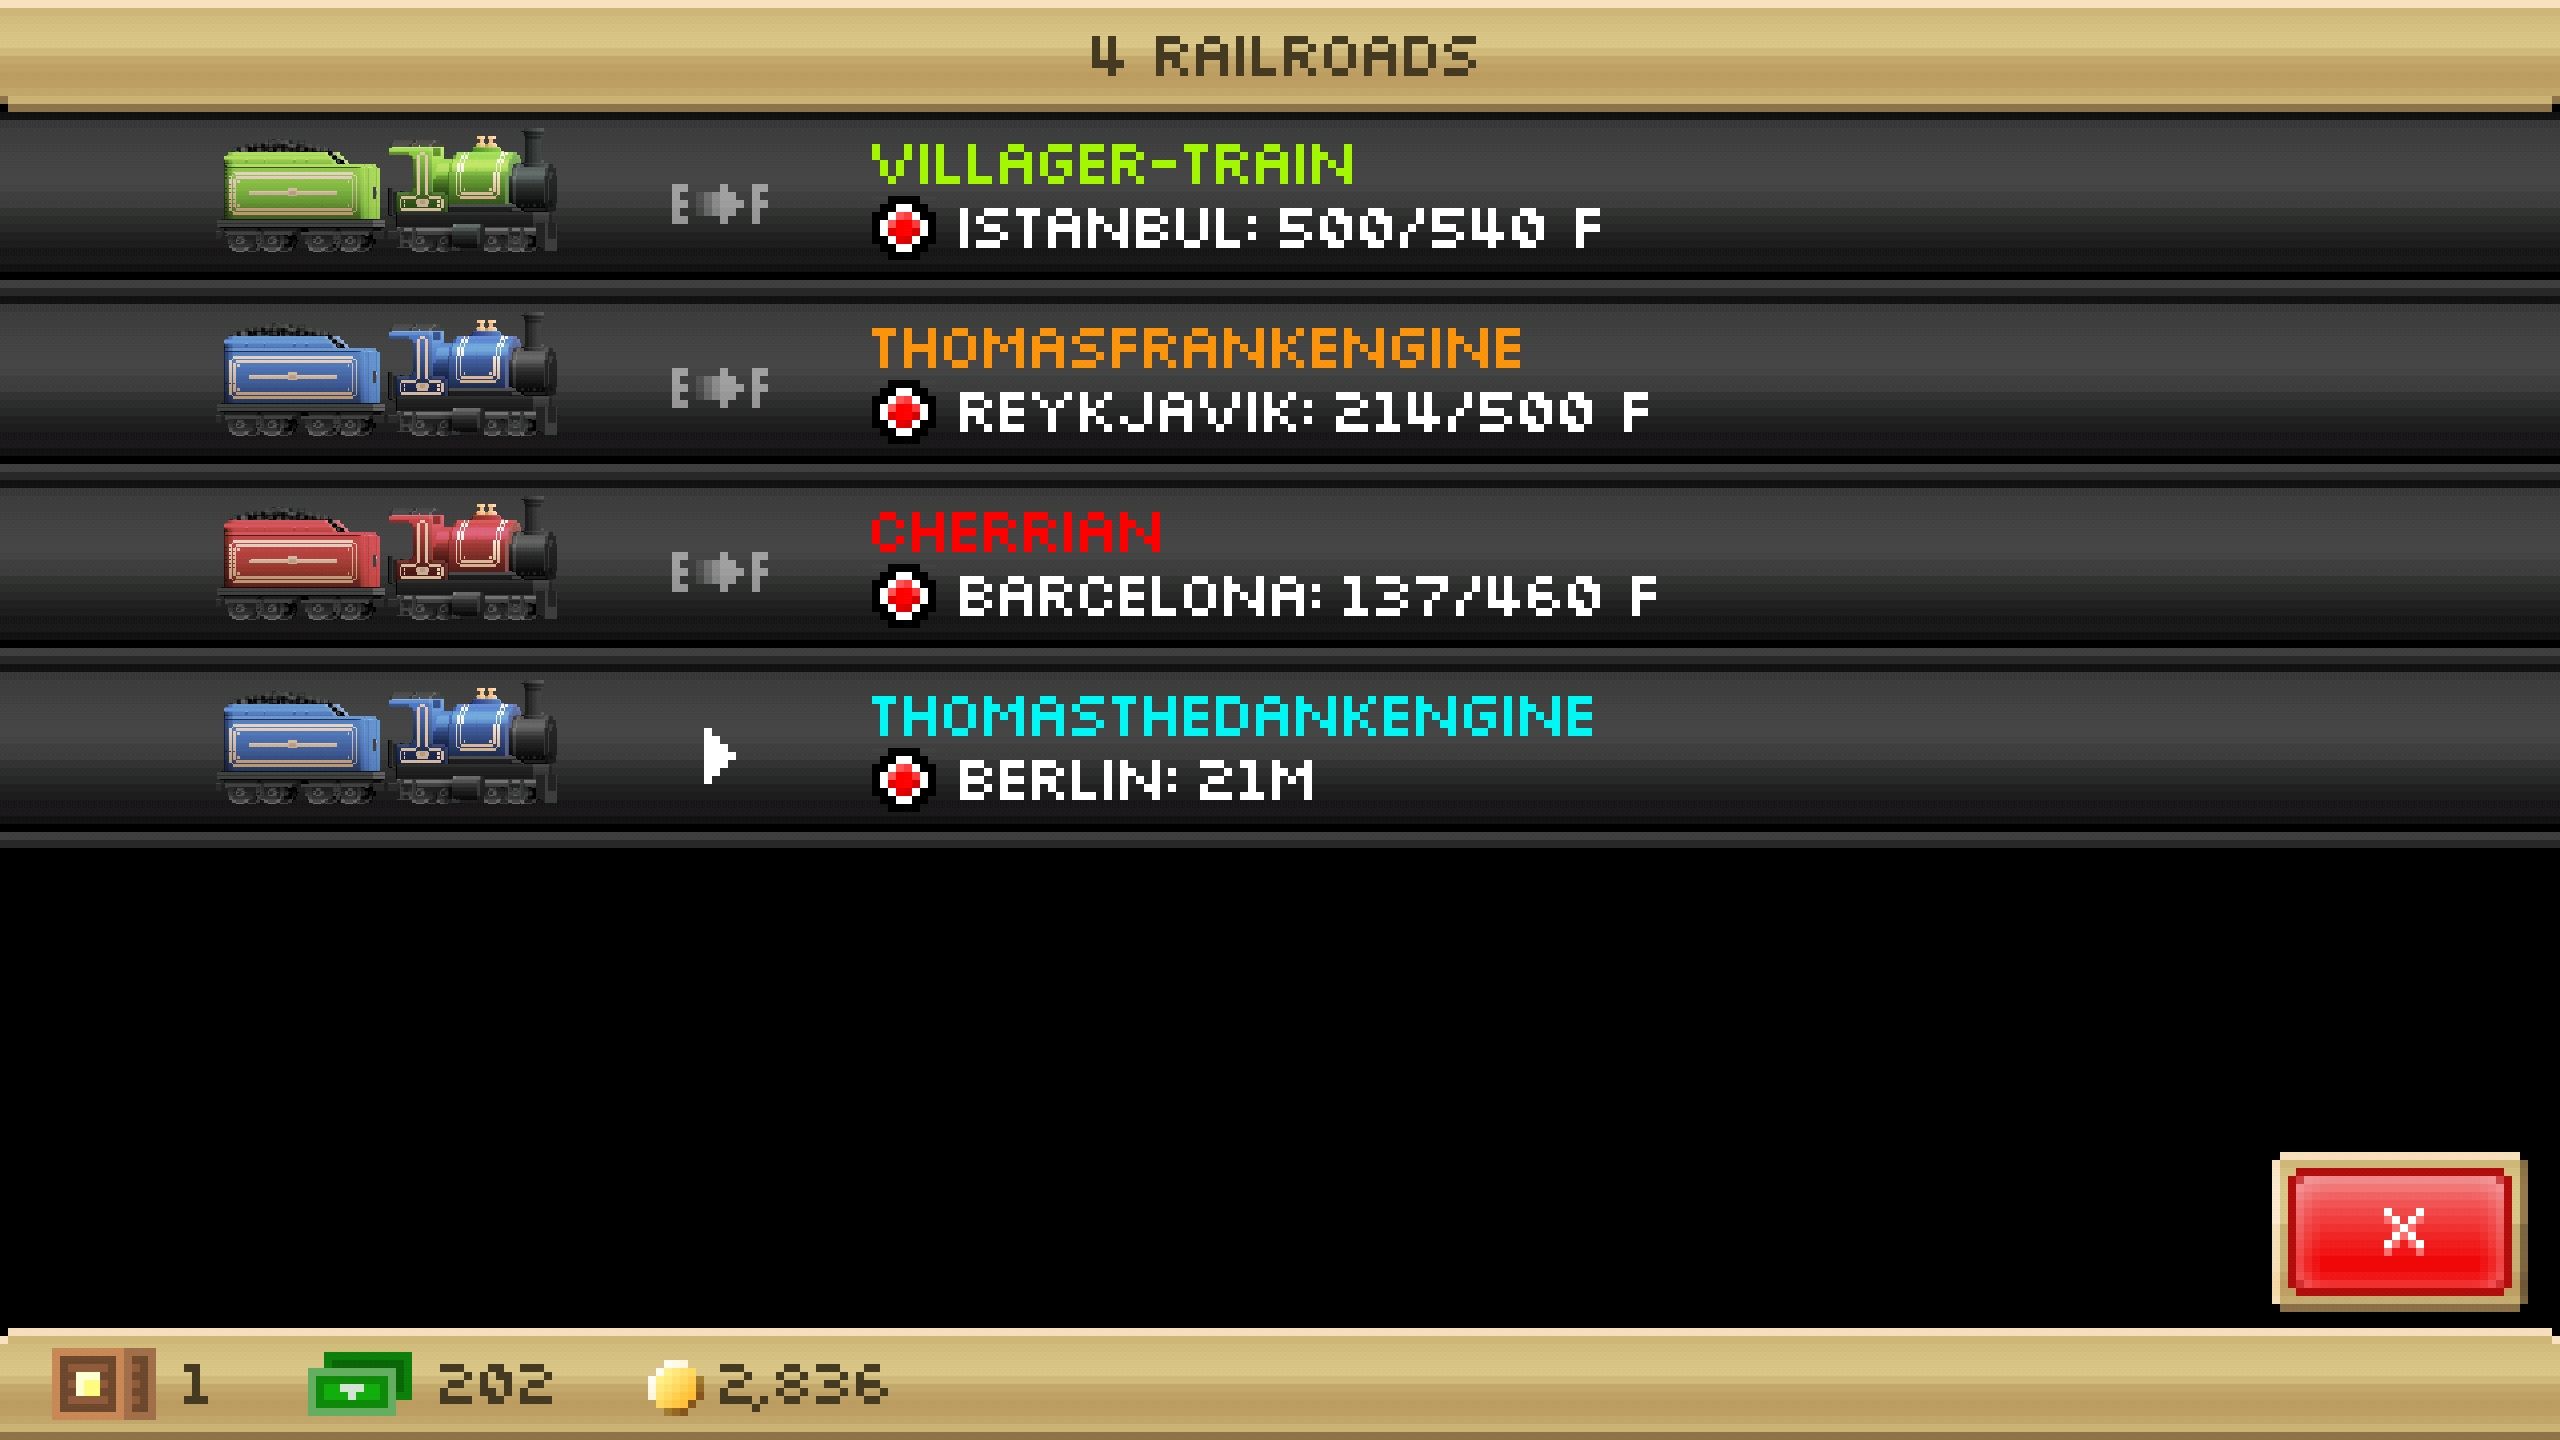 4 RAILROADS
VILLAGER-TRAIN
E F
ISTANBUL: 500/540 F
THOMASFRANKENGINE
E F
REYKJAVIK: 214/500 F
CHERRIAN
E F
BARCELONA: 137/460 F
THOMASTHEDANKENGINE
BERLIN: 21M
X
1 202 2,836